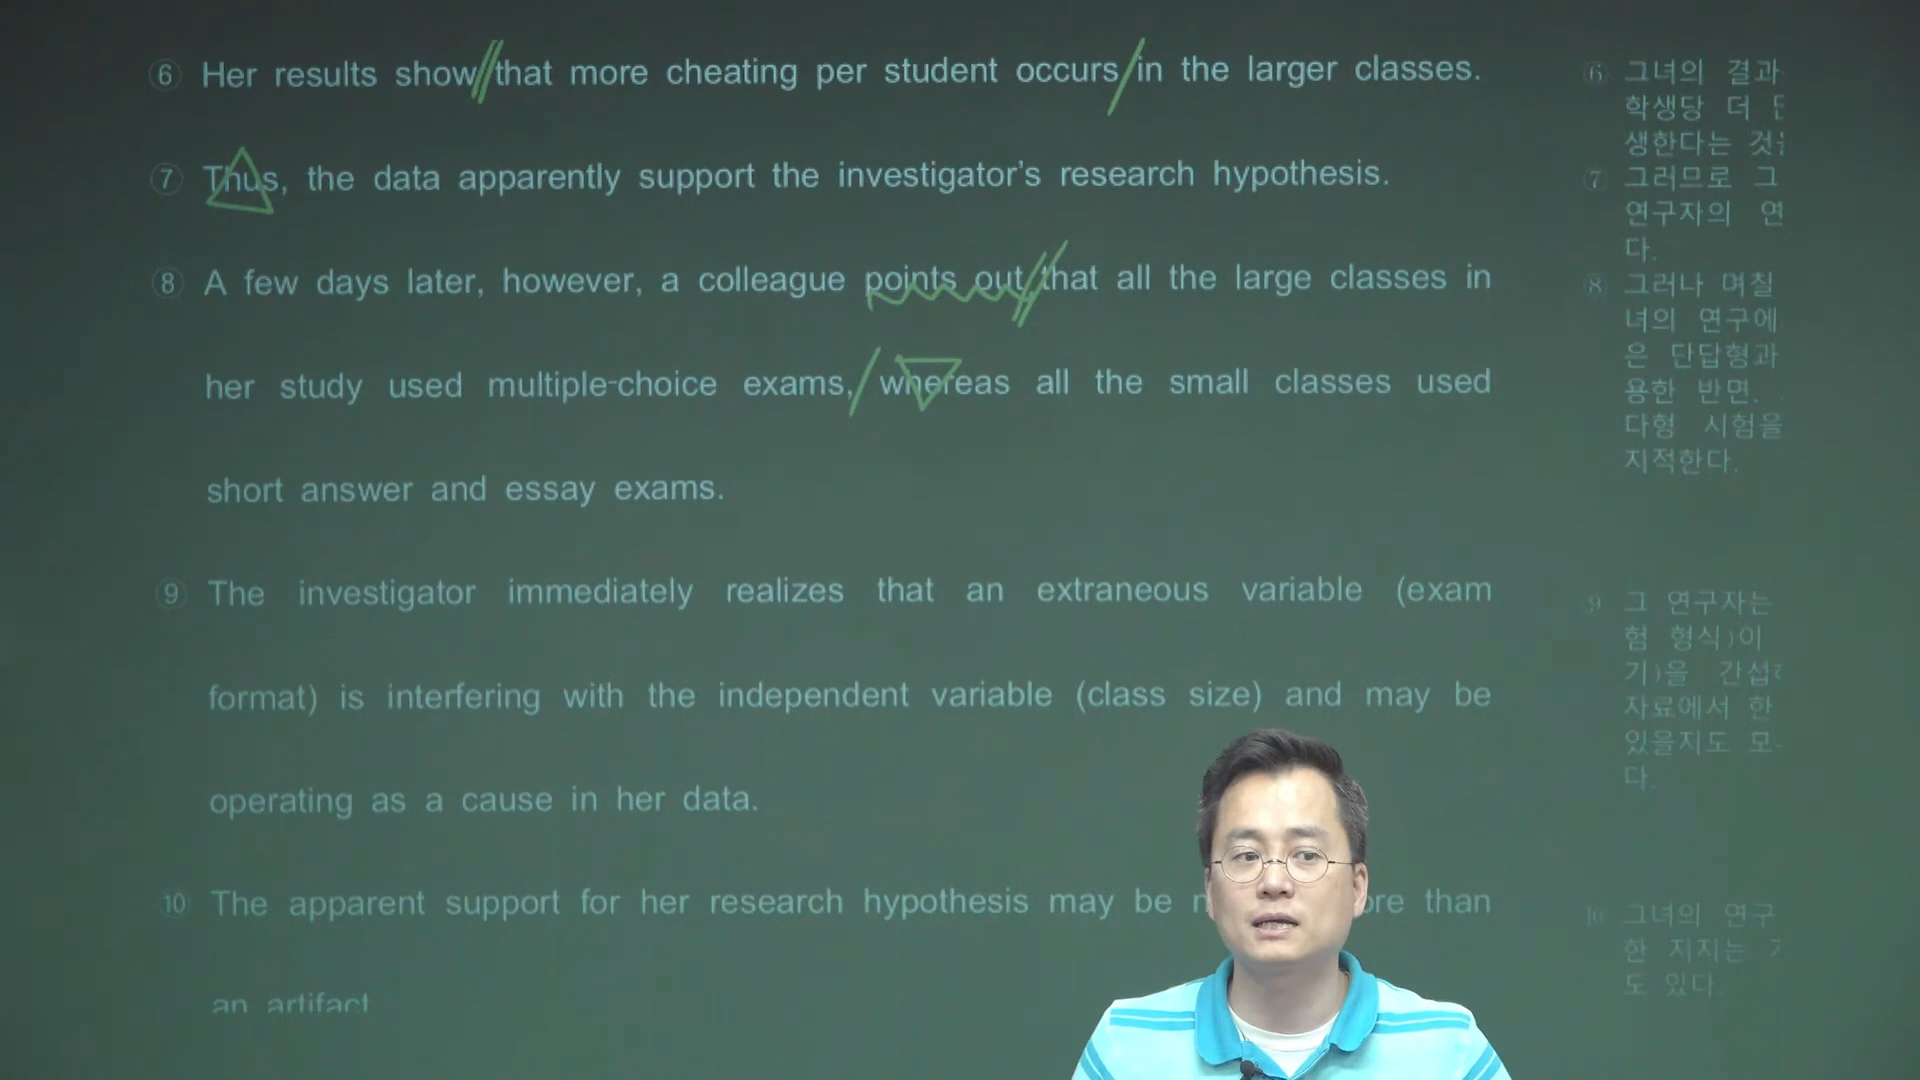 ⑥ Her results show that more cheating per student occurs in the larger classes.
⑦ Thus, the data apparently support the investigator's research hypothesis.
⑧ A few days later, however, a colleague points out that all the large classes in
her study used multiple-choice exams, whereas all the small classes used
short answer and essay exams.
⑨ The investigator immediately realizes that an extraneous variable (exam
format) is interfering with the independent variable (class size) and may be
operating as a cause in her data.
⑩ The apparent support for her research hypothesis may be than
an artifact
⑥ 그녀의 결과
학생당 더
생한다는
⑦ 그러므로 그
연구자의 연
다.
⑧ 그러나 며칠
녀의 연구에
은 단답형과
용한 반면,
다형 시험을
지적한다.
9 그 연구자는
험 형식)이
기)을 간섭
자료에서 한
있을지도 모
다.
10 그녀의 연구
한 지지는
도 있다.